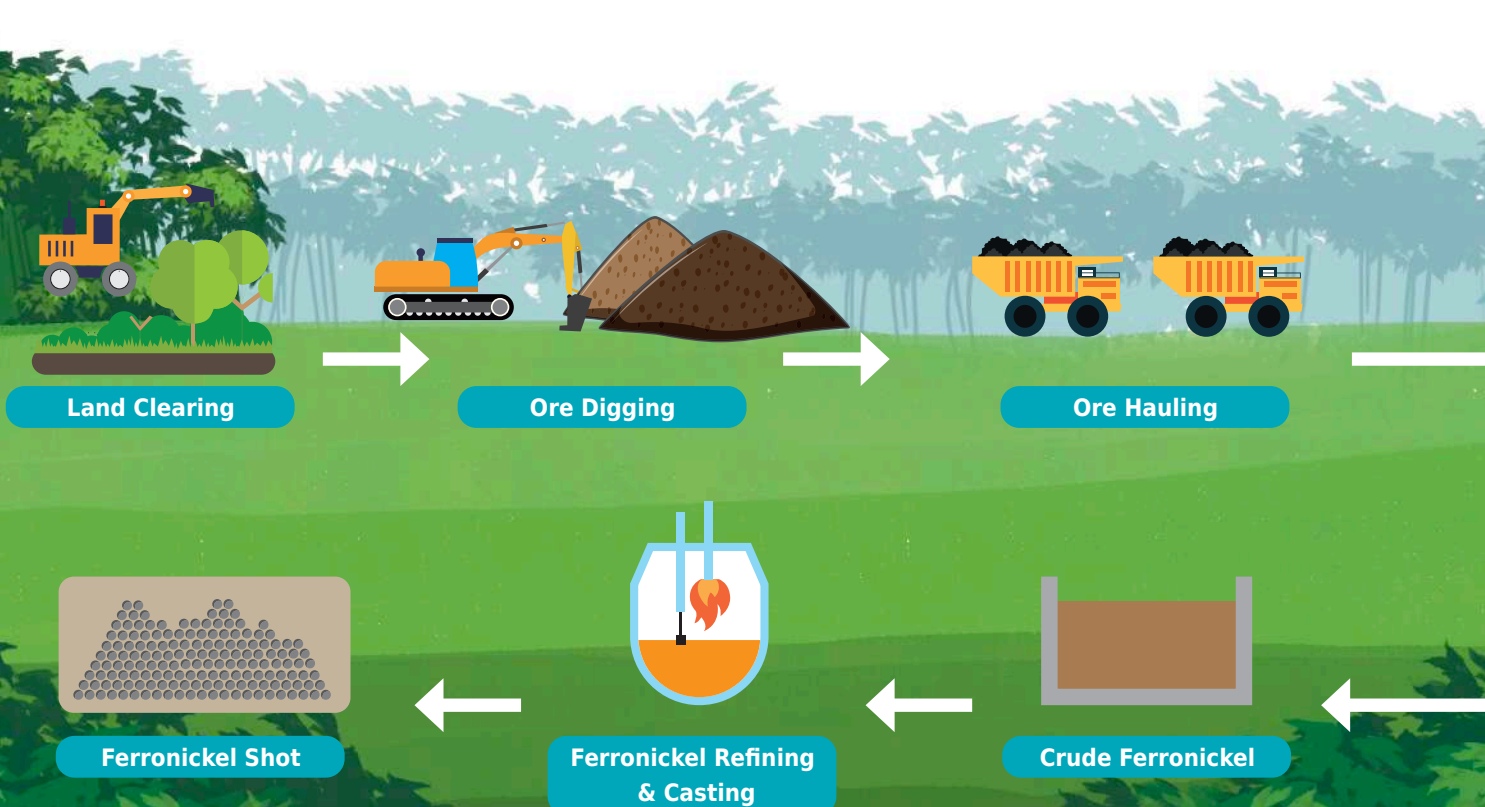 Land Clearing
Ore Digging
Ore Hauling
Ferronickel Shot
Ferronickel Refining
& Casting
Crude Ferronickel